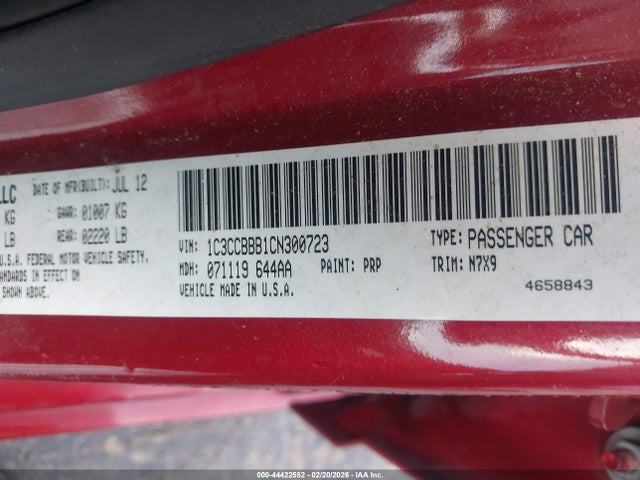 LLC DATE OF MFR(BUILT): JUL 12
KG GAWR: 01007 KG
LB REAR: 02220 LB
U.S.A. FEDERAL MOTOR VEHICLE SAFETY
STANDARDS IN EFFECT ON
SHOWN ABOVE.
VIN: 1C3CCBBB1CN300723 TYPE: PASSENGER CAR
MDH: 071119 644AA PAINT: PRP TRIM: N7X9
VEHICLE MADE IN U.S.A. 4658843
000-44422552 - 02/20/2026 - IAA Inc.